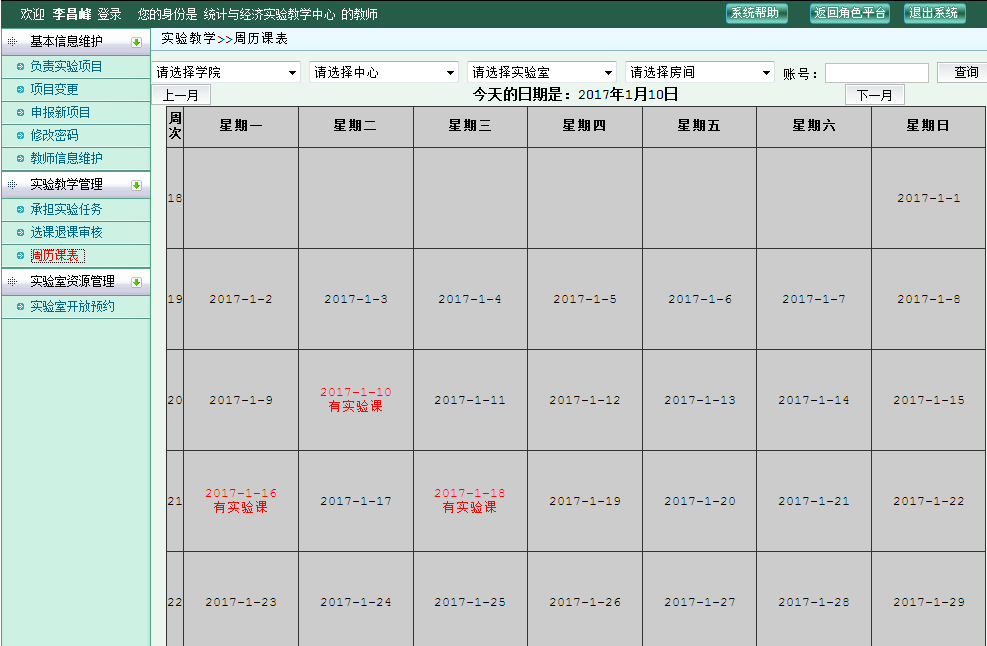 欢迎 李昌峰 登录 您的身份是 统计与经济实验教学中心 的教师
系统帮助 返回角色平台 退出系统
基本信息维护
负责实验项目
项目变更
申报新项目
修改密码
教师信息维护
实验教学管理
承担实验任务
选课退课审核
周历课表
实验室资源管理
实验室开放预约
实验教学>>周历课表
请选择学院 请选择中心 请选择实验室 请选择房间 账号： 查询
上一月 今天的日期是：2017年1月10日 下一月
周次 星期一 星期二 星期三 星期四 星期五 星期六 星期日
18 2017-1-1
19 2017-1-2 2017-1-3 2017-1-4 2017-1-5 2017-1-6 2017-1-7 2017-1-8
20 2017-1-9 2017-1-10 2017-1-11 2017-1-12 2017-1-13 2017-1-14 2017-1-15
有实验课
21 2017-1-16 2017-1-17 2017-1-18 2017-1-19 2017-1-20 2017-1-21 2017-1-22
有实验课 有实验课
22 2017-1-23 2017-1-24 2017-1-25 2017-1-26 2017-1-27 2017-1-28 2017-1-29